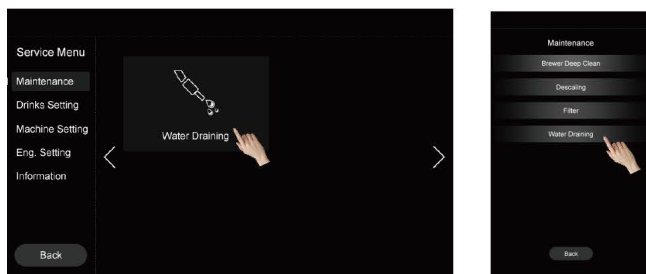 Service Menu
Maintenance
Drinks Setting
Machine Setting
Eng. Setting
Information
Back
Water Draining
Maintenance
Brewer Deep Clean
Descaling
Filter
Water Draining
Back